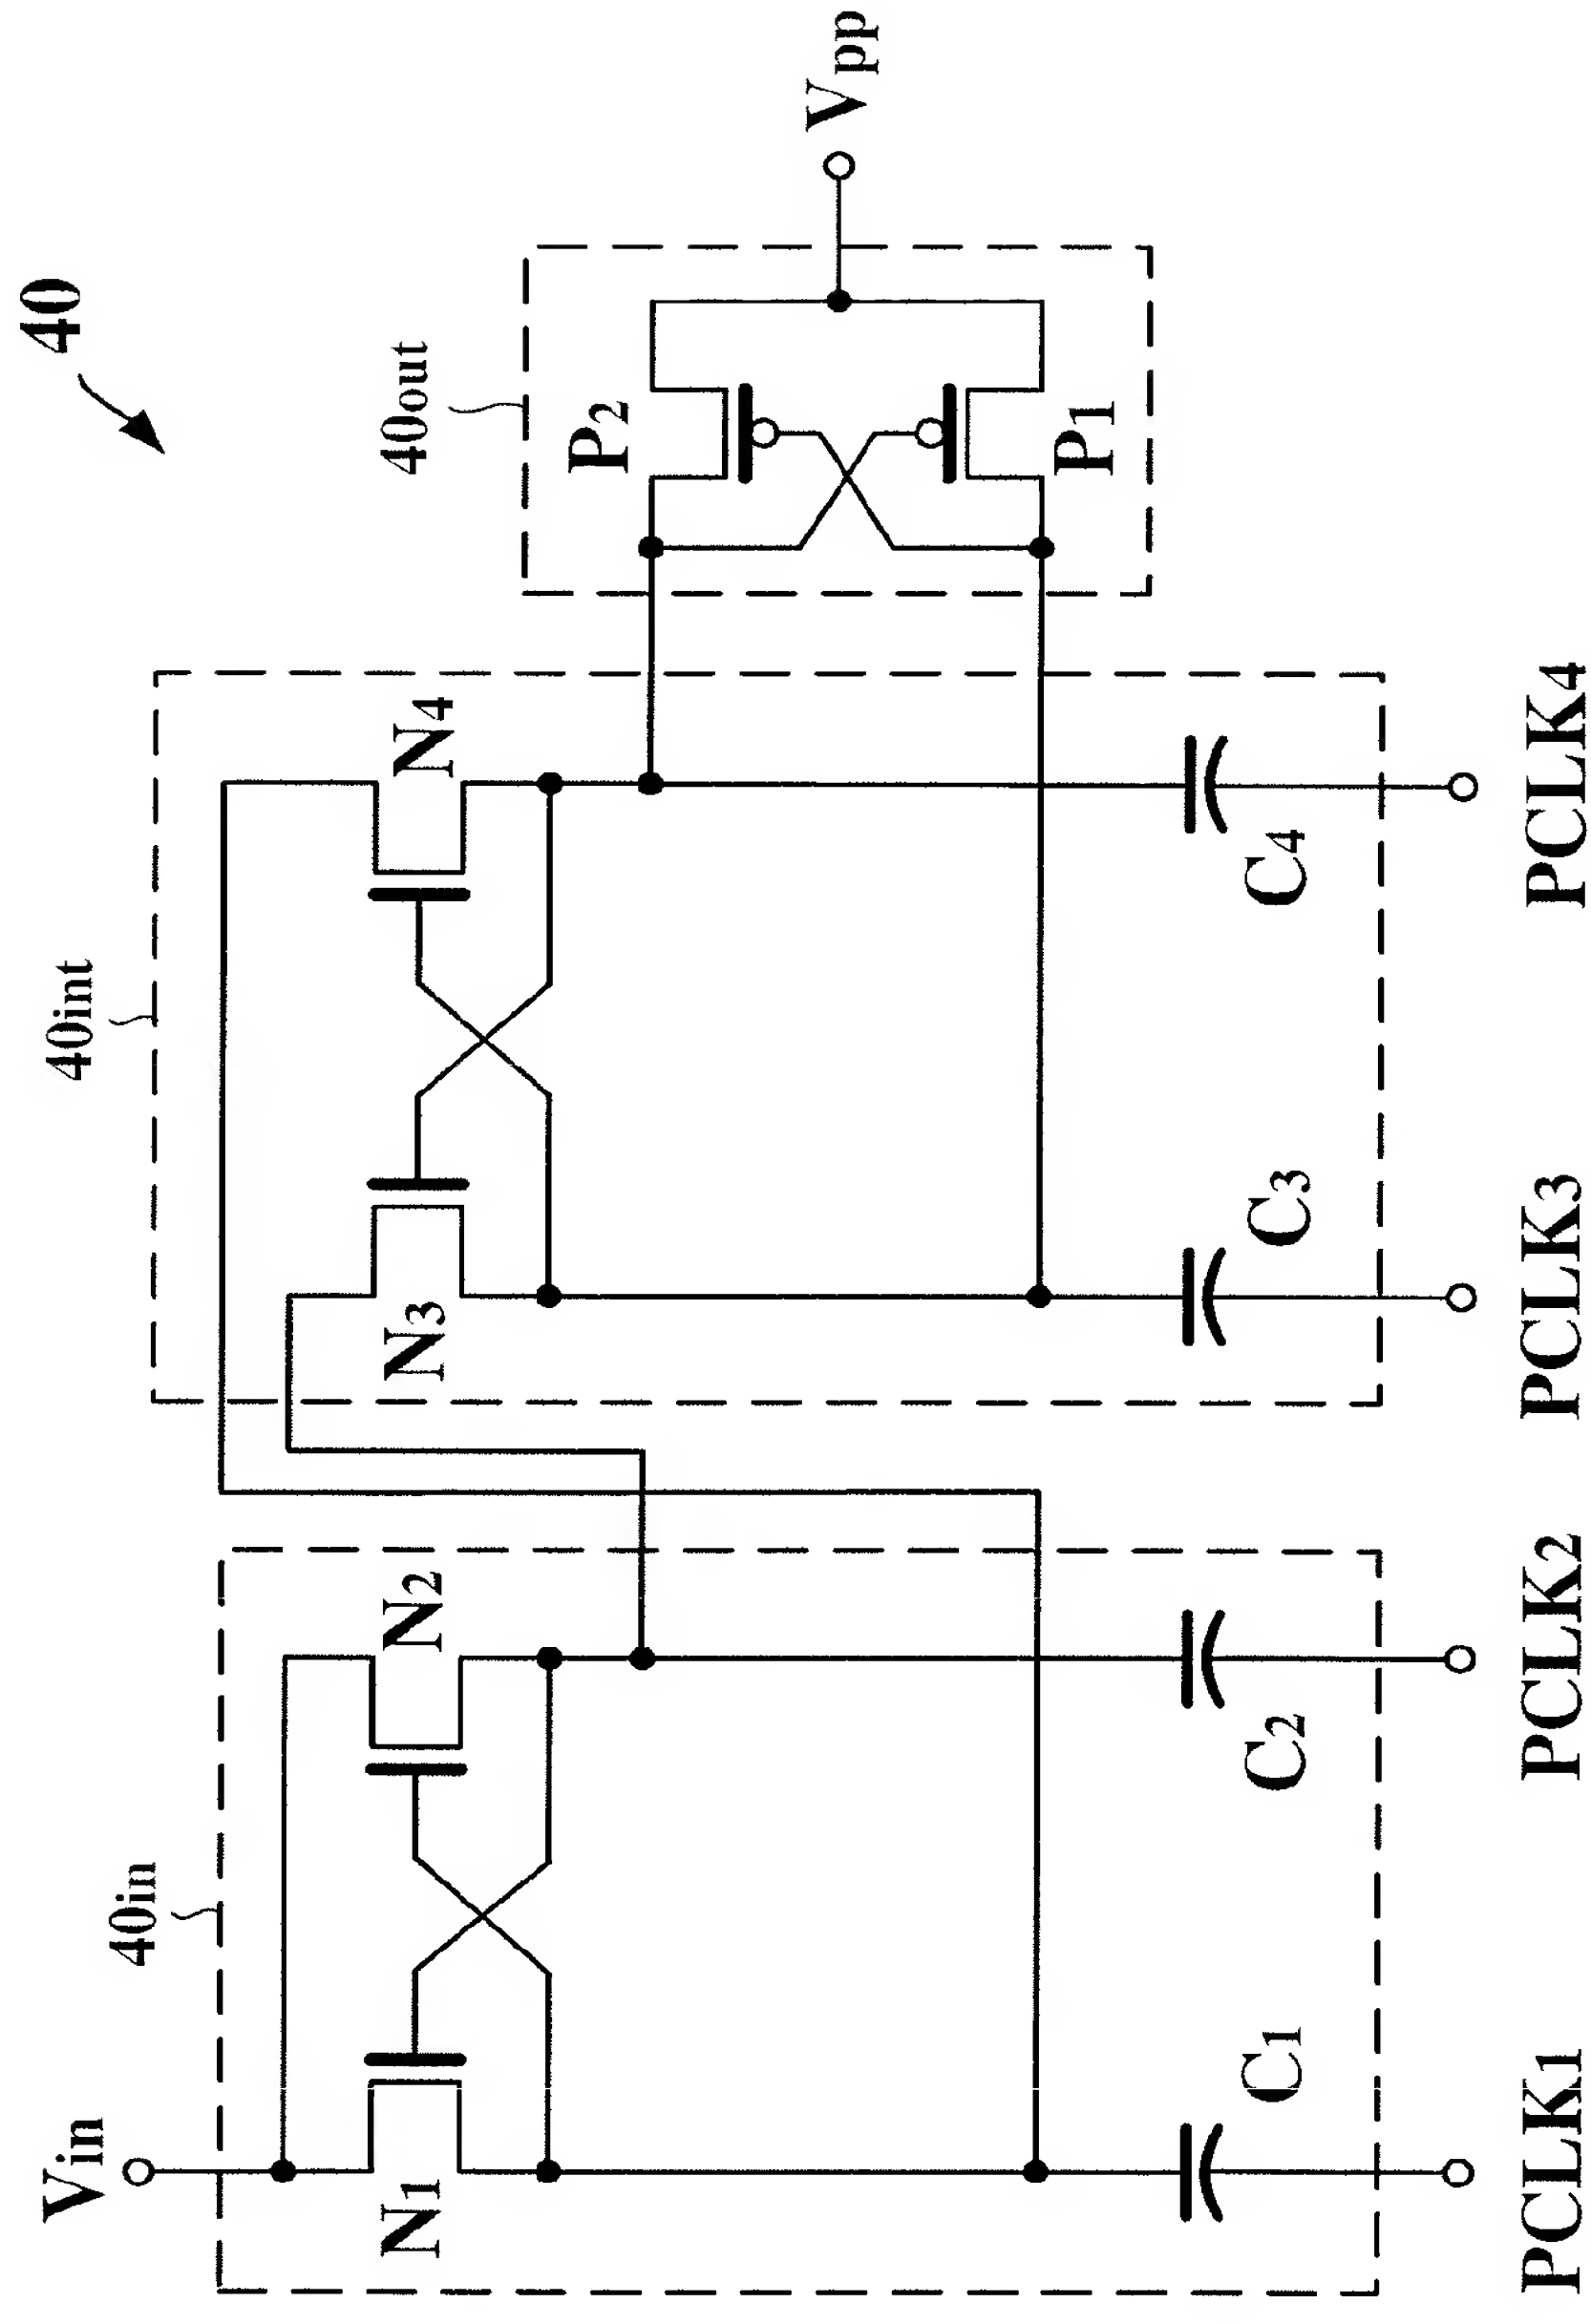 40
Vin
40in
N1
N2
C1
C2
PCLK1
PCLK2
40int
N3
N4
C3
C4
PCLK3
PCLK4
40out
P2
P1
Vpp